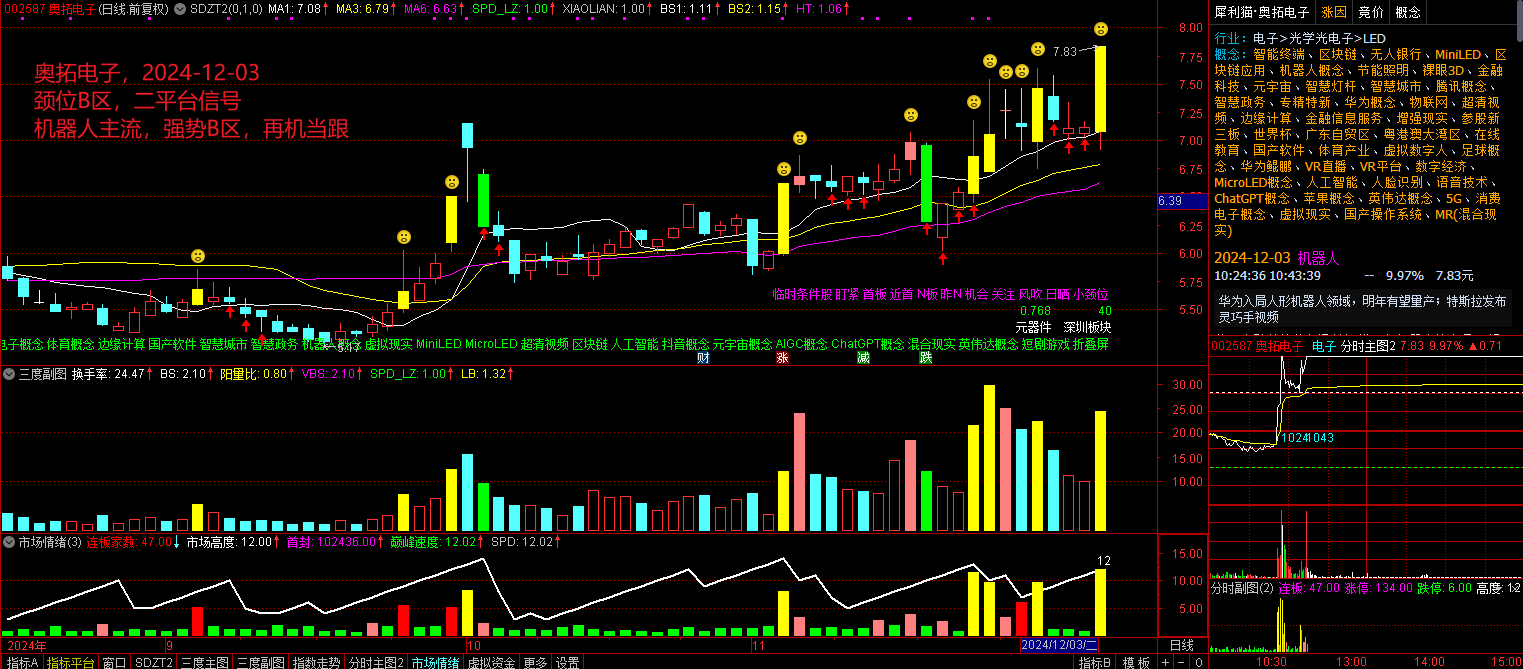 002587 奥拓电子(日线.前复权) SDZT2(0,1,0) MA1: 7.08↑ MA3: 6.79↑ MA6: 6.63↑ SPD_LZ: 1.00↑ XIAOLIAN: 1.00↑ BS1: 1.11↑ BS2: 1.15↑ HT: 1.06↑
奥拓电子，2024-12-03
颈位B区，二平台信号
机器人主流，强势B区，再机当跟
7.83
8.00
7.75
7.50
7.25
7.00
6.75
6.39
6.25
6.00
5.75
5.50
临时条件股 盯紧 首板 近首 N板 昨N 机会 关注 风吹 日晒 小颈位
0.768 40
元器件 深圳板块
电子概念 体育概念 边缘计算 国产软件 智慧城市 智慧政务 机器人概念 虚拟现实 MiniLED MicroLED 超清视频 区块链 人工智能 抖音概念 元宇宙概念 AIGC概念 ChatGPT概念 混合现实 英伟达概念 短剧游戏 折叠屏
财 涨 减 跌
三度副图 换手率: 24.47↑ BS: 2.10↑ 阳量比: 0.80↑ VBS: 2.10↑ SPD_LZ: 1.00↑ LB: 1.32↑
30.00
25.00
20.00
15.00
10.00
市场情绪(3) 连板家数: 47.00↓ 市场高度: 12.00↑ 首封: 102436.00↑ 巅峰速度: 12.02↑ SPD: 12.02↑
12
15.00
10.00
5.00
2024年 9 10 11 2024/12/03/二 日线
指标A 指标平台 窗口 SDZT2 三度主图 三度副图 指数走势 分时主图2 市场情绪 虚拟资金 更多 设置 指标B 模板 + - O
犀利猫·奥拓电子 涨因 竞价 概念
行业: 电子>光学光电子>LED
概念: 智能终端、区块链、无人银行、MiniLED、区
块链应用、机器人概念、节能照明、裸眼3D、金融
科技、元宇宙、智慧灯杆、智慧城市、腾讯概念、
智慧政务、专精特新、华为概念、物联网、超清视
频、边缘计算、金融信息服务、增强现实、参股新
三板、世界杯、广东自贸区、粤港澳大湾区、在线
教育、国产软件、体育产业、虚拟数字人、足球概
念、华为鲲鹏、VR直播、VR平台、数字经济、
MicroLED概念、人工智能、人脸识别、语音技术、
ChatGPT概念、苹果概念、英伟达概念、5G、消费
电子概念、虚拟现实、国产操作系统、MR(混合现
实)
2024-12-03 机器人
10:24:36 10:43:39 -- 9.97% 7.83元
华为入局人形机器人领域，明年有望量产；特斯拉发布
灵巧手视频
002587 奥拓电子 电子 分时主图2 7.83 9.97% ▲0.71
1024 1043
分时副图(2) 连板: 47.00 涨停: 134.00 跌停: 6.00 高度: 12
10:30 13:00 14:00 15:00